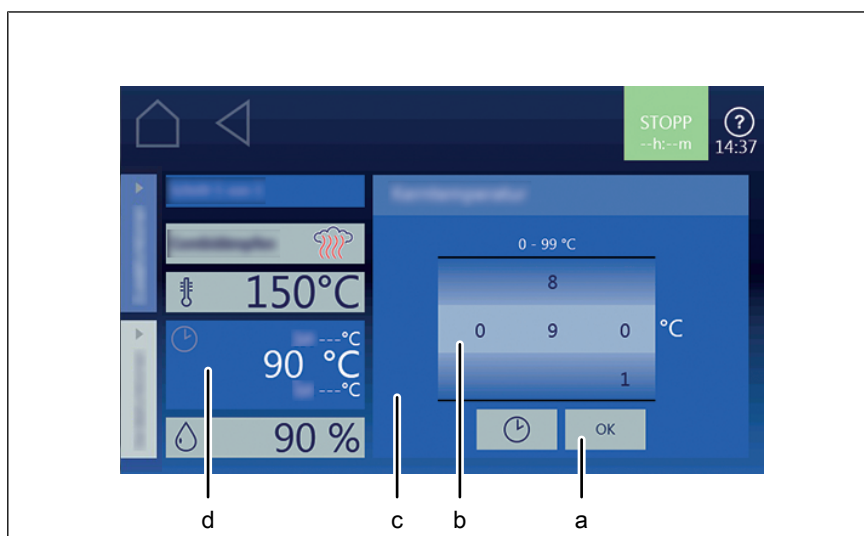 STOPP
--h:--m
?
14:37
150°C
---°C
90 °C
---°C
90 %
0 - 99 °C
8
0 9 0 °C
1
OK
d c b a